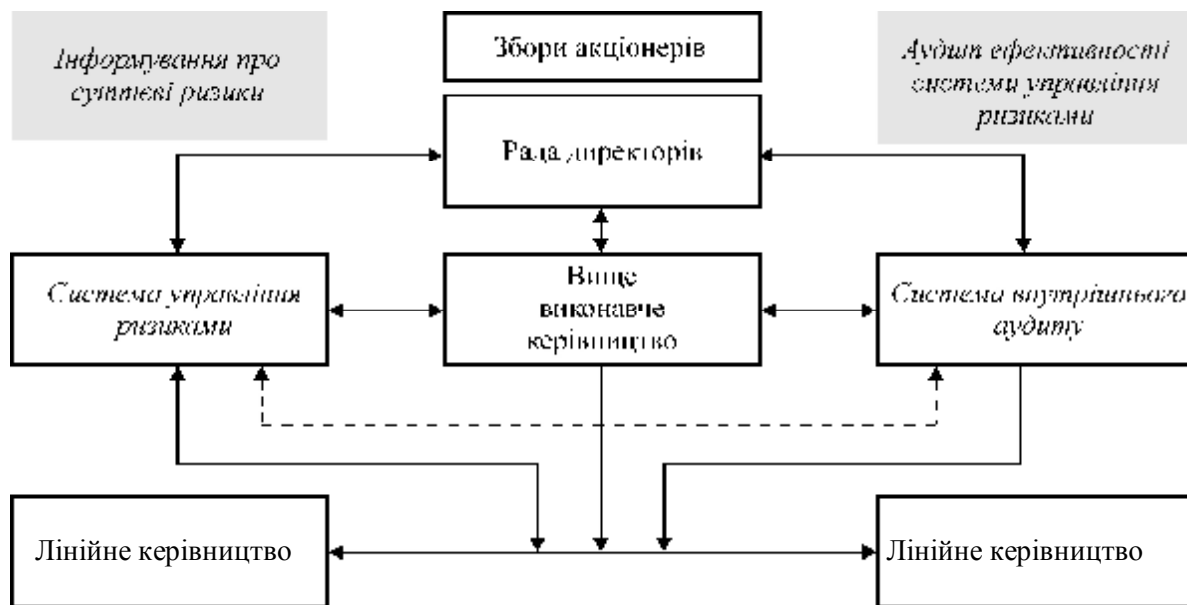 Інформування про
суттєві ризики
Збори акціонерів
Аудит ефективності
системи управління
ризиками
Рада директорів
Система управління
ризиками
Вище
виконавче
керівництво
Система внутрішнього
аудиту
Лінійне керівництво
Лінійне керівництво